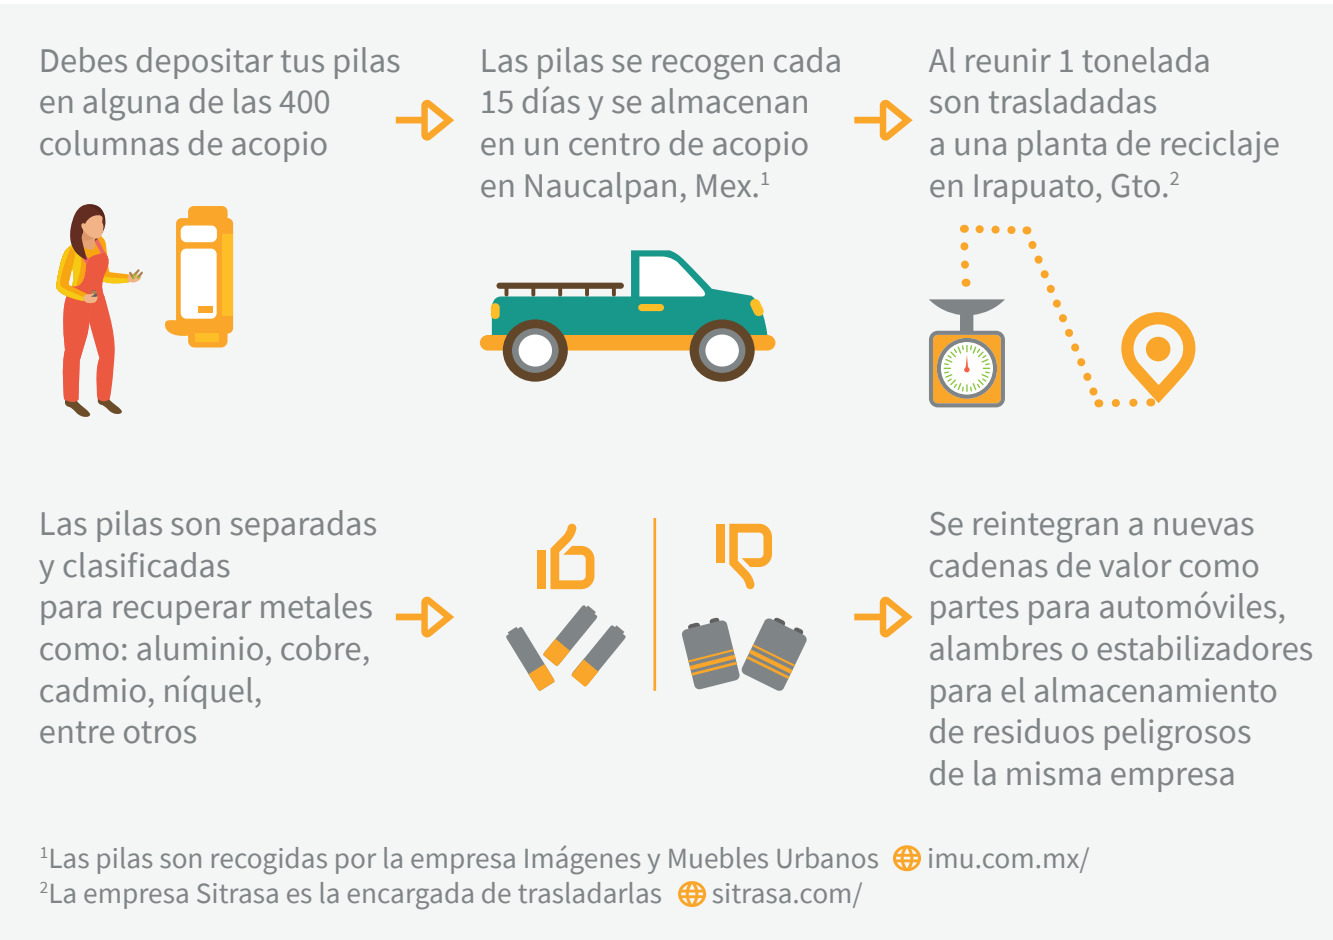 Debes depositar tus pilas
en alguna de las 400
columnas de acopio
Las pilas se recogen cada
15 días y se almacenan
en un centro de acopio
en Naucalpan, Mex.¹
Al reunir 1 tonelada
son trasladadas
a una planta de reciclaje
en Irapuato, Gto.²
Las pilas son separadas
y clasificadas
para recuperar metales
como: aluminio, cobre,
cadmio, níquel,
entre otros
Se reintegran a nuevas
cadenas de valor como
partes para automóviles,
alambres o estabilizadores
para el almacenamiento
de residuos peligrosos
de la misma empresa
¹Las pilas son recogidas por la empresa Imágenes y Muebles Urbanos imu.com.mx/
²La empresa Sitrasa es la encargada de trasladarlas sitrasa.com/